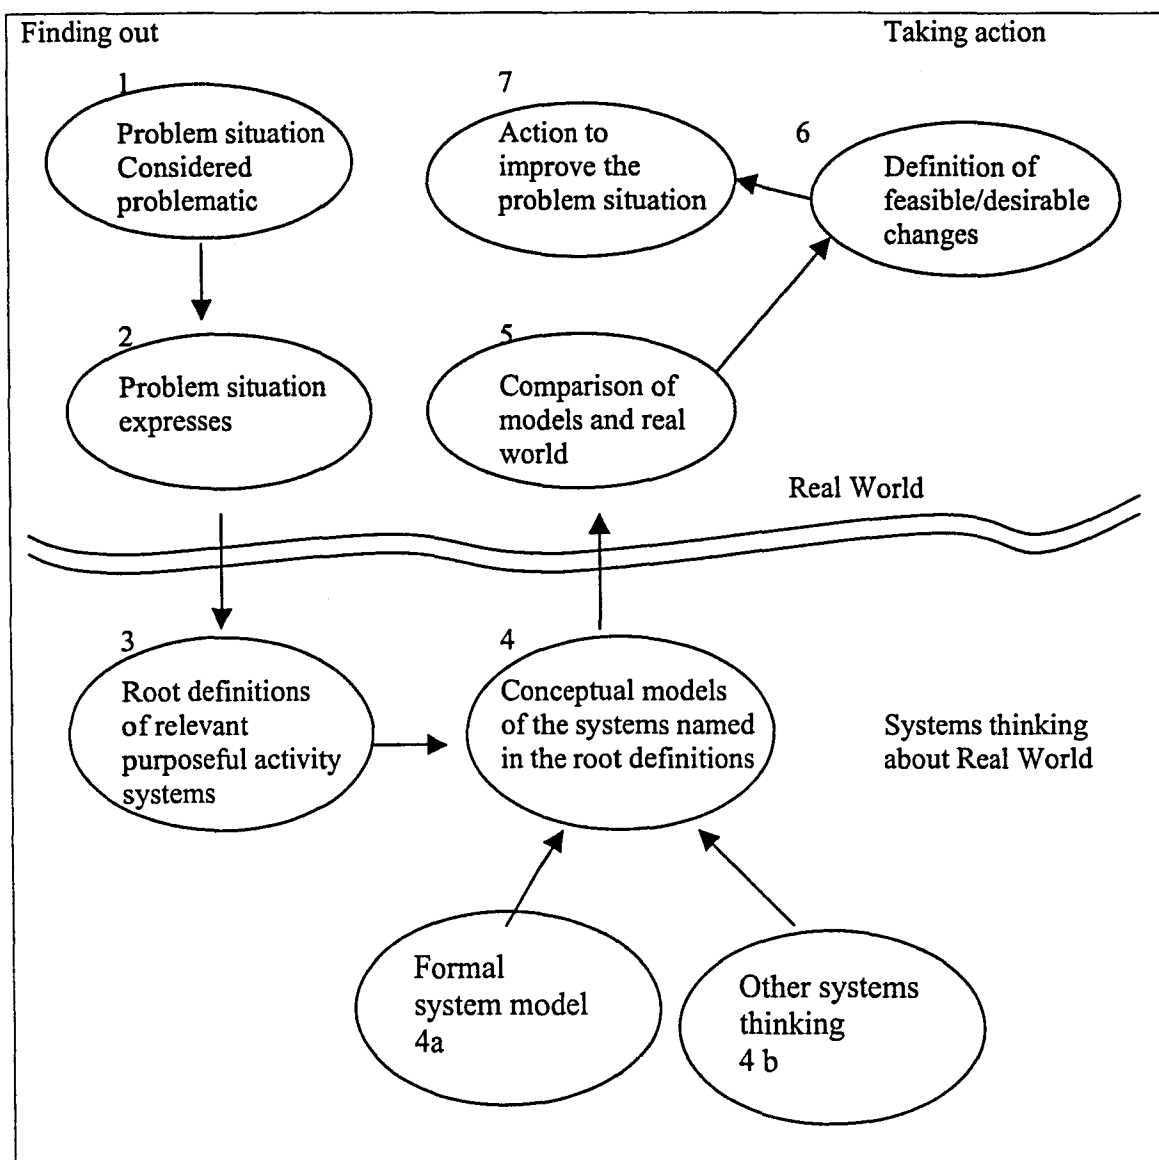 Finding out
Taking action
1
Problem situation
Considered
problematic
7
Action to
improve the
problem situation
6
Definition of
feasible/desirable
changes
2
Problem situation
expresses
5
Comparison of
models and real
world
Real World
3
Root definitions
of relevant
purposeful activity
systems
4
Conceptual models
of the systems named
in the root definitions
Systems thinking
about Real World
Formal
system model
4a
Other systems
thinking
4 b